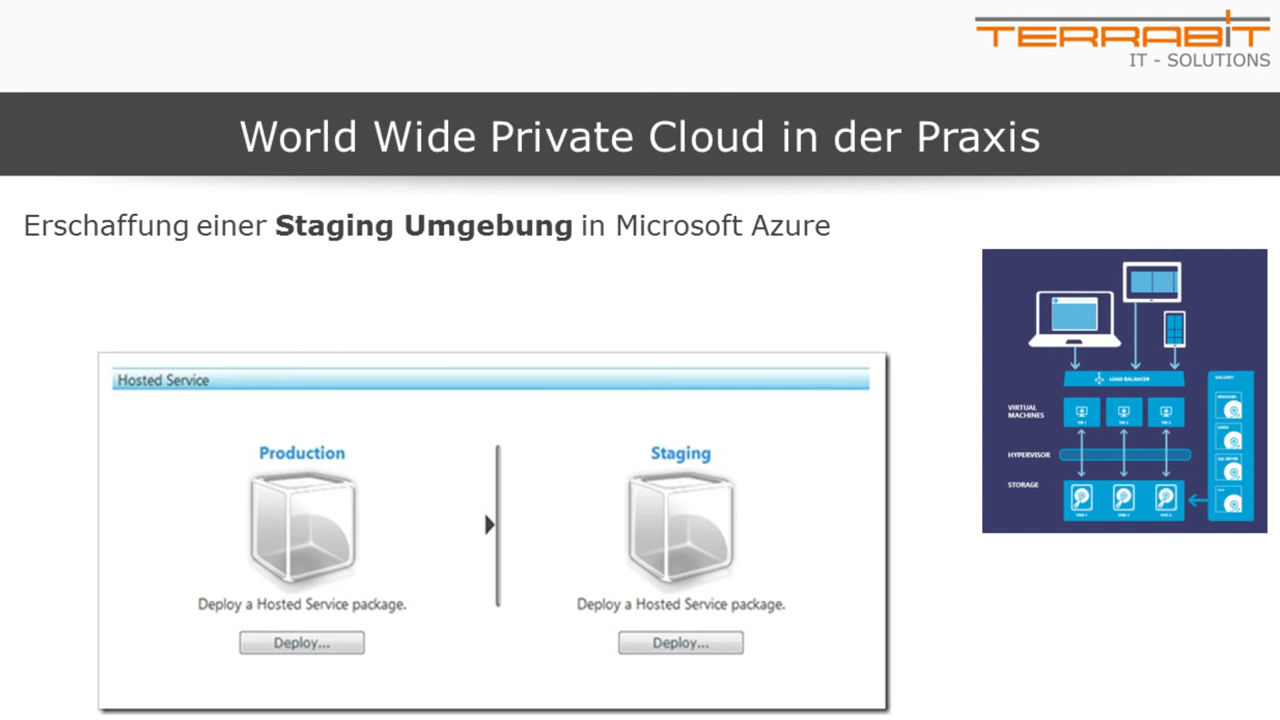 TERRABIT
IT - SOLUTIONS
World Wide Private Cloud in der Praxis
Erschaffung einer Staging Umgebung in Microsoft Azure
Hosted Service
Production
Deploy a Hosted Service package.
Deploy...
Staging
Deploy a Hosted Service package.
Deploy...
LOAD BALANCER
GALLERY
VIRTUAL
MACHINES
HYPERVISOR
STORAGE